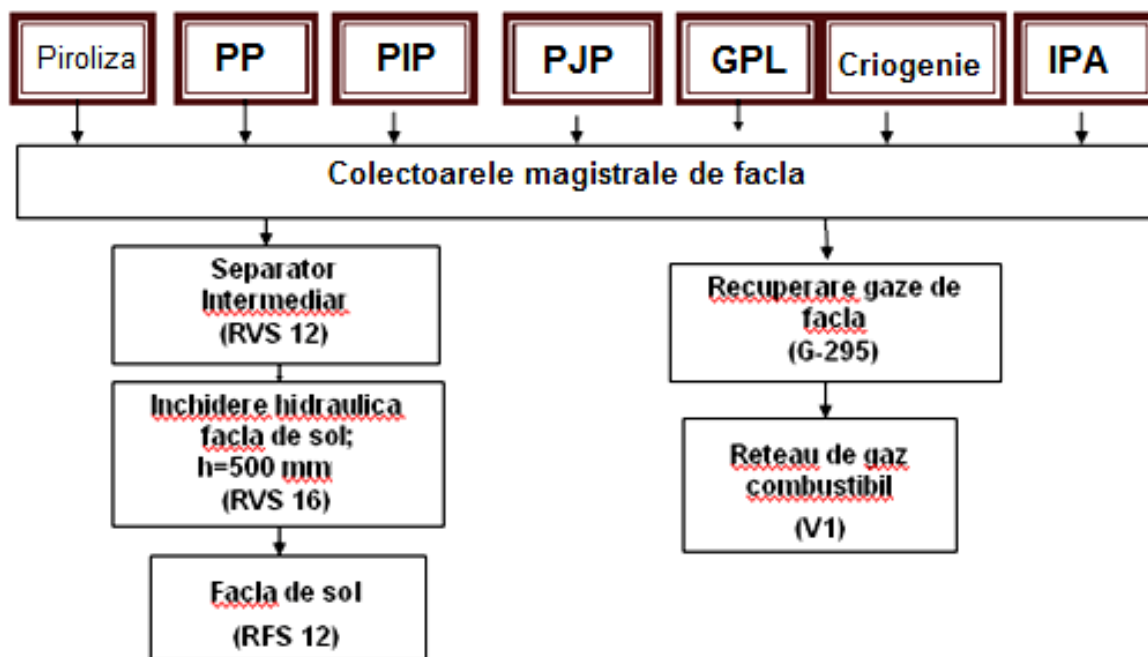 Piroliza
PP
PIP
PJP
GPL
Criogenie
IPA
Colectoarele magistrale de facla
Separator
Intermediar
(RVS 12)
Inchidere hidraulica
facla de sol;
h=500 mm
(RVS 16)
Facla de sol
(RFS 12)
Recuperare gaze de
facla
(G-295)
Reteau de gaz
combustibil
(V1)